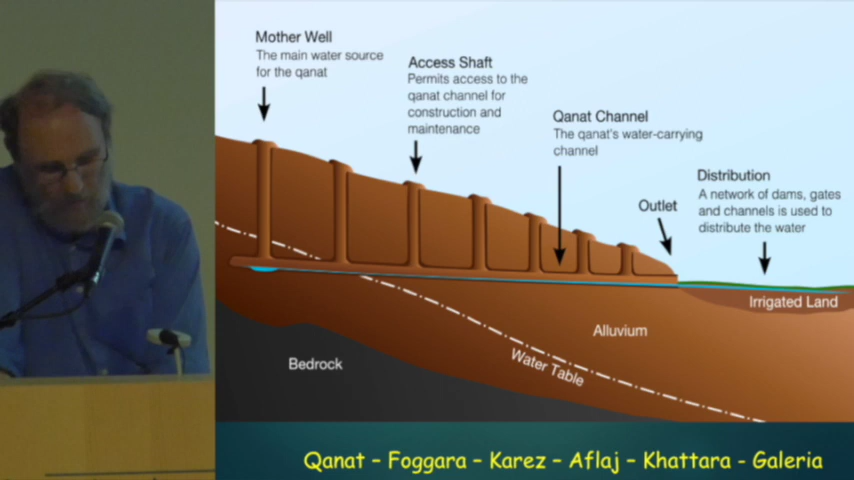 Mother Well
The main water source
for the qanat
Access Shaft
Permits access to the
qanat channel for
construction and
maintenance
Qanat Channel
The qanat's water-carrying
channel
Distribution
A network of dams, gates
and channels is used to
distribute the water
Outlet
Irrigated Land
Alluvium
Water Table
Bedrock
Qanat – Foggara – Karez – Aflaj – Khattara - Galeria